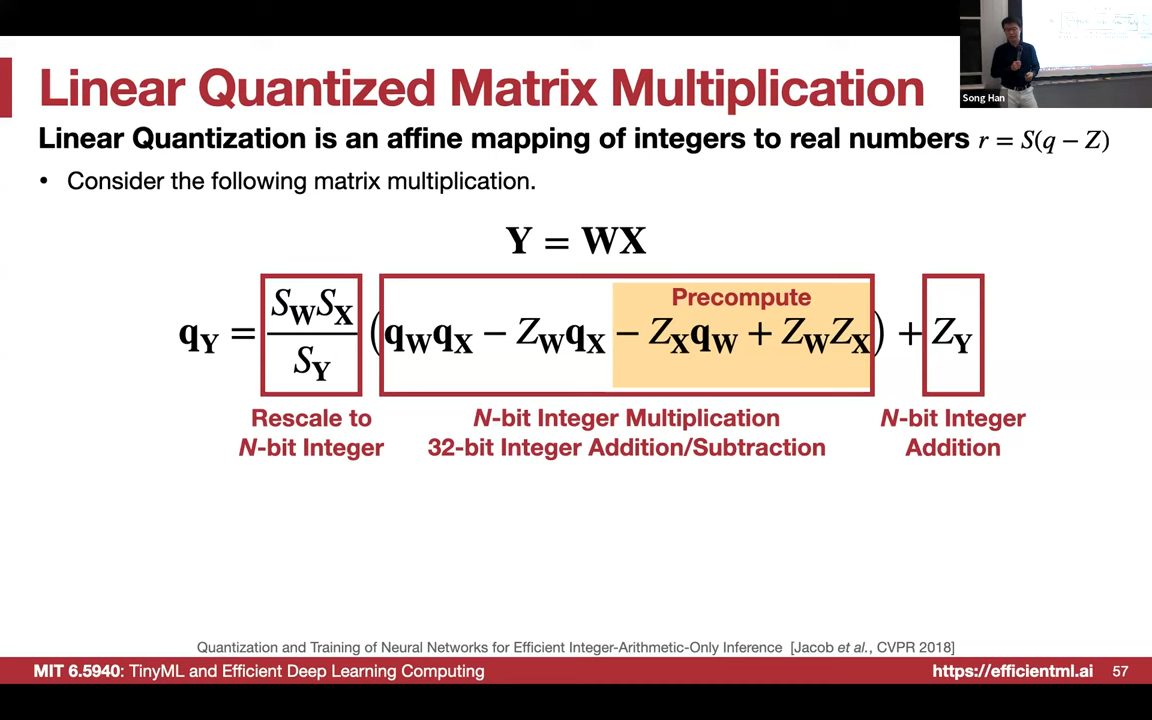 Song Han
Linear Quantized Matrix Multiplication
Linear Quantization is an affine mapping of integers to real numbers r = S(q − Z)
• Consider the following matrix multiplication.
Y = WX
Precompute
q_Y = \frac{S_W S_X}{S_Y} (q_W q_X − Z_W q_X − Z_X q_W + Z_W Z_X) + Z_Y
Rescale to
N-bit Integer
N-bit Integer Multiplication
32-bit Integer Addition/Subtraction
N-bit Integer
Addition
Quantization and Training of Neural Networks for Efficient Integer-Arithmetic-Only Inference [Jacob et al., CVPR 2018]
MIT 6.5940: TinyML and Efficient Deep Learning Computing
https://efficientml.ai 57